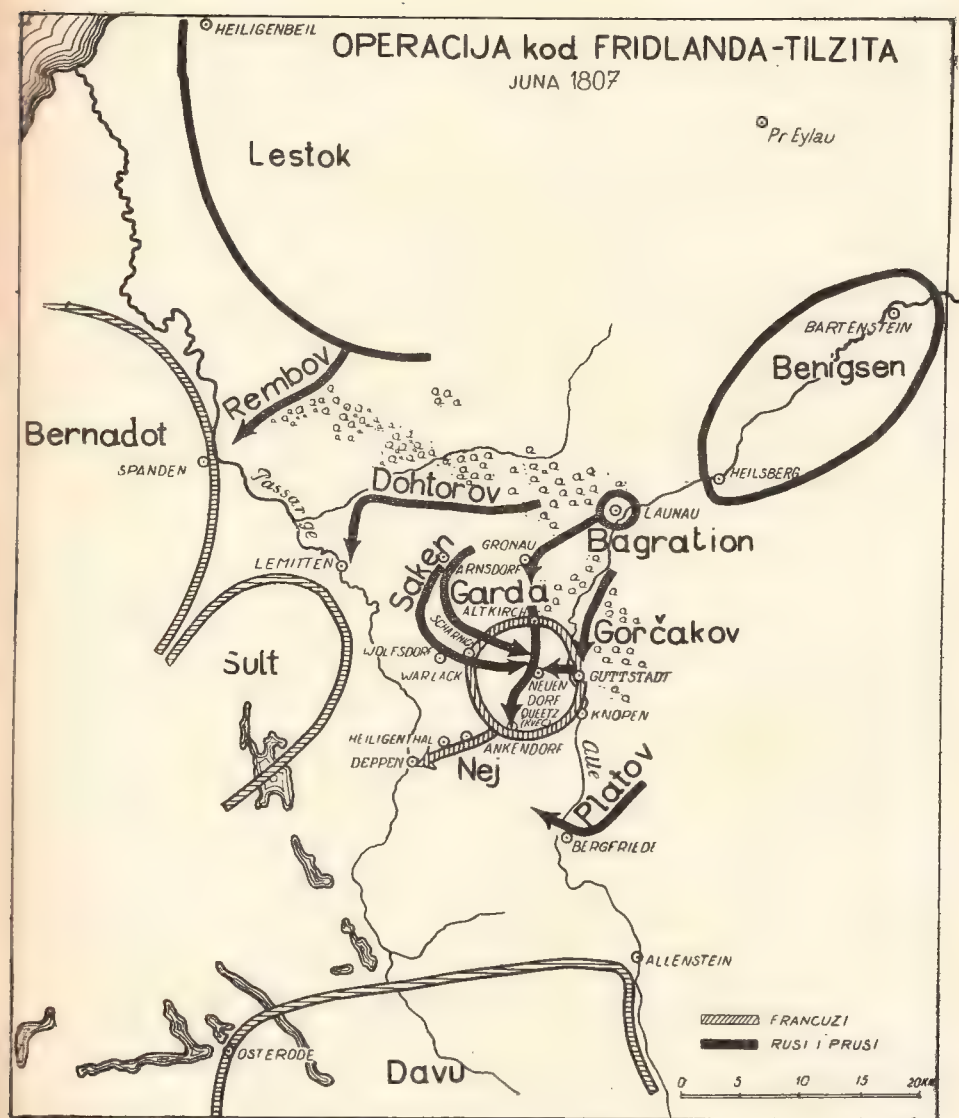 HEILIGENBEIL
OPERACIJA kod FRIDLANDA-TILZITA
JUNA 1807
Pr Eylau
Lestok
BARTENSTEIN
Benigsen
Rembov
Bernadot
HEILSBERG
SPANDEN
Passarge
Dohtorov
LAUNAU
Bagration
GRONAU
LEMITTEN
ARNSDORF
Saken
Garda
ALTKIRCH
Gorčakov
SCHARNICK
WOLFSDORF
Sult
WARLACK
GUTTSTADT
NEUEN
DORF
QUEETZ
(KVEC)
KNOPEN
HEILIGENTHAL
ANKENDORF
DEPPEN
Nej
Alle
Platov
BERGFRIEDE
ALLENSTEIN
FRANCUZI
RUSI I PRUSI
OSTERODE
Davu
0 5 10 15 20 KM